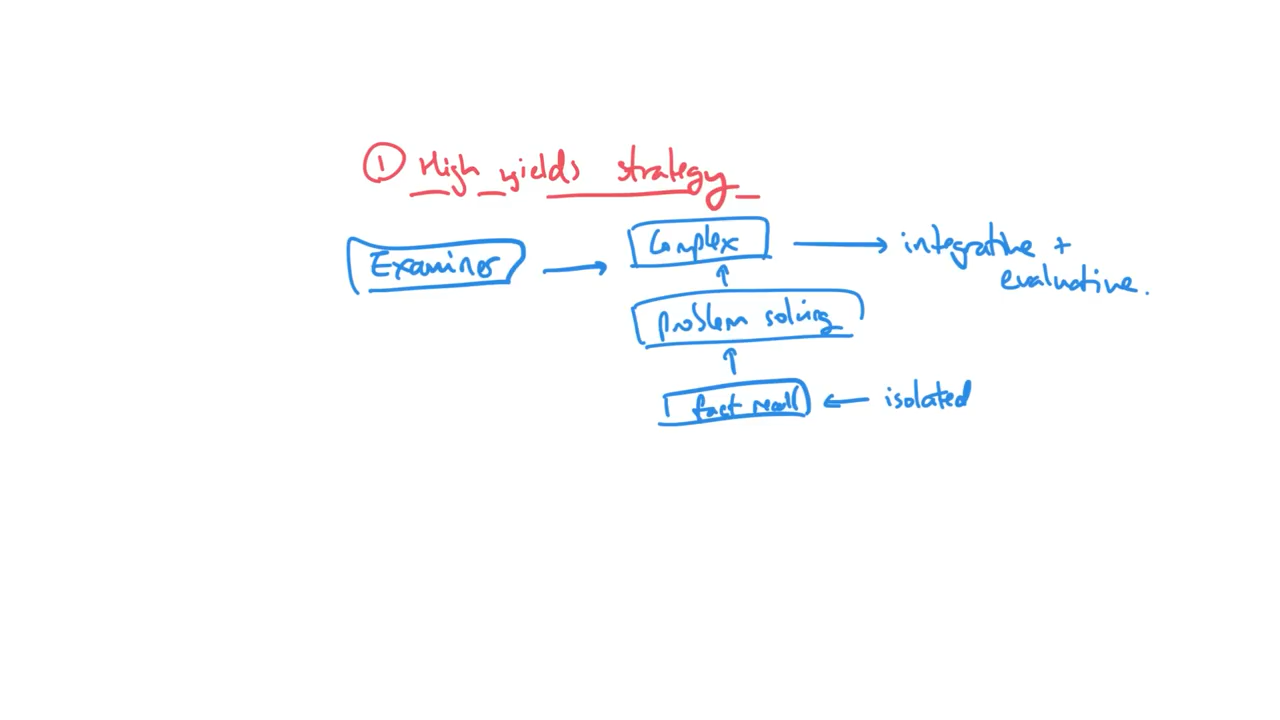 ① High yields strategy
Examiner
Complex → integrative +
evaluative.
↑
problem solving
↑
fact recall ← isolated